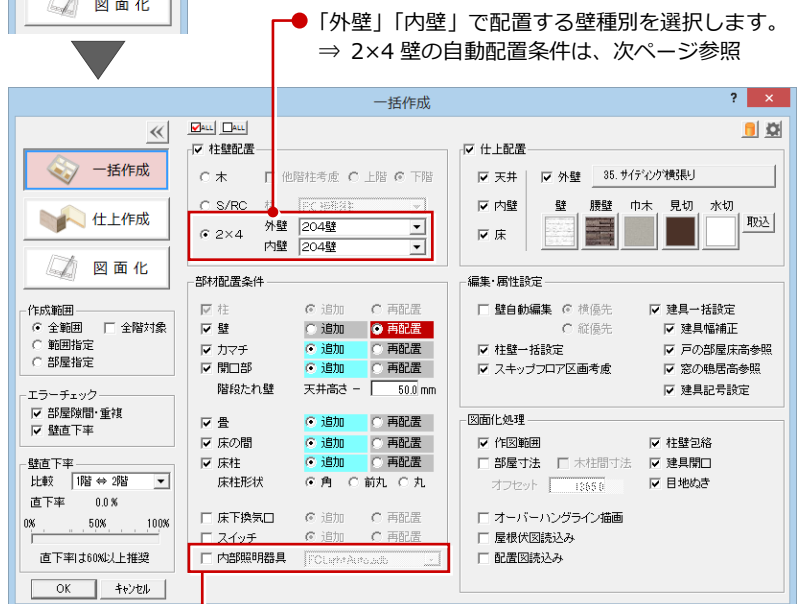 図 面 化
「外壁」「内壁」で配置する壁種別を選択します。
⇒ 2×4 壁の自動配置条件は、次ページ参照
一括作成
? ×
ALL ALL
一括作成
仕上作成
図 面 化
作成範囲
全範囲 全階対象
範囲指定
部屋指定
エラーチェック
部屋隙間・重複
壁直下率
壁直下率
比較 1階 ⇔ 2階
直下率 0.0 %
0% 50% 100%
直下率は60%以上推奨
OK キャンセル
柱壁配置
木 他階柱考慮 上階 下階
S/RC 柱
2×4 外壁 204壁
内壁 204壁
部材配置条件
柱 追加 再配置
壁 追加 再配置
カマチ 追加 再配置
開口部 追加 再配置
階段たれ壁 天井高さ − 50.0 mm
畳 追加 再配置
床の間 追加 再配置
床柱 追加 再配置
床柱形状 角 前丸 丸
床下換気口 追加 再配置
スイッチ 追加 再配置
内部照明器具 FCLightAuto.adb
仕上配置
天井 外壁 35. サイディング横張り
内壁 壁 腰壁 巾木 見切 水切
床 取込
編集・属性設定
壁自動編集 横優先 建具一括設定
縦優先 建具幅補正
柱壁一括設定 戸の部屋床高参照
スキップフロア区画考慮 窓の鴨居高参照
建具記号設定
図面化処理
作図範囲 柱壁包絡
部屋寸法 木柱間寸法 建具開口
オフセット 13650 目地ぬき
オーバーハングライン描画
屋根伏図読込み
配置図読込み